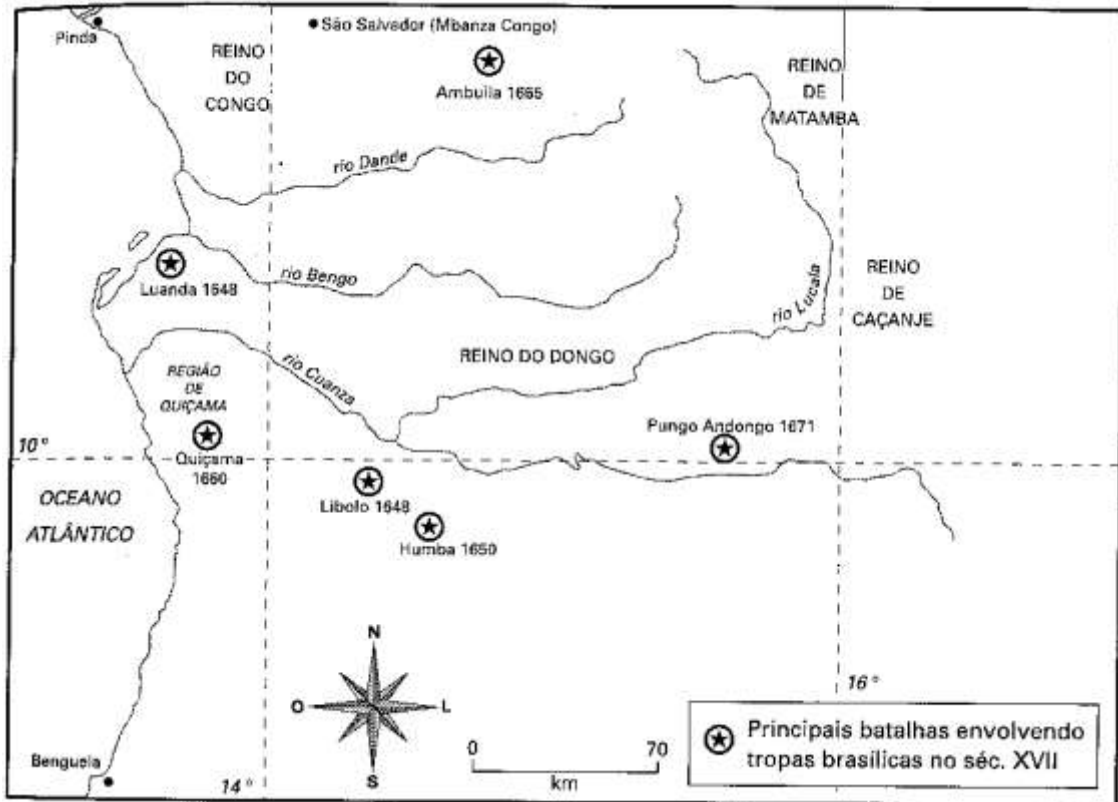 São Salvador (Mbanza Congo)
Pinda
REINO
DO
CONGO
Ambuíla 1665
REINO
DE
MATAMBA
rio Dande
Luanda 1648
rio Bengo
REINO
DE
CAÇANJE
rio Lucala
REINO DO DONGO
rio Cuanza
REGIÃO
DE
QUIÇAMA
10°
Quiçama
1660
Pungo Andongo 1671
OCEANO
ATLÂNTICO
Libolo 1648
Humba 1650
N
O
L
S
0
70
km
16°
14°
Benguela
Principais batalhas envolvendo
tropas brasílicas no séc. XVII